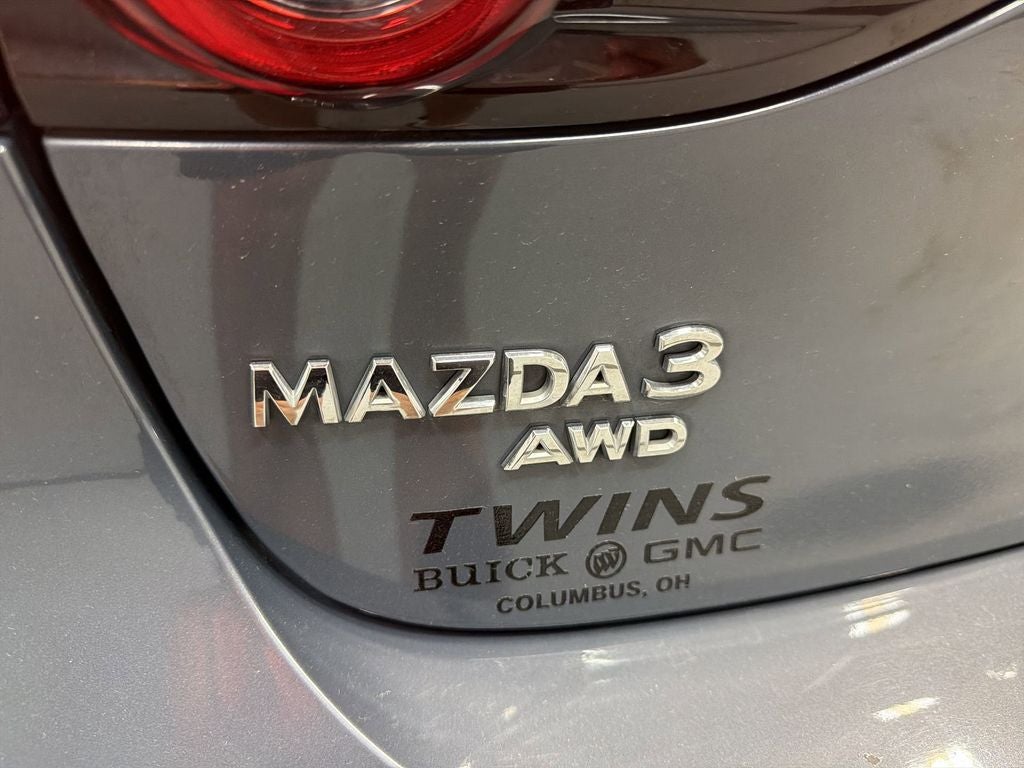 MAZDA3
AWD
TWINS
BUICK GMC
COLUMBUS, OH